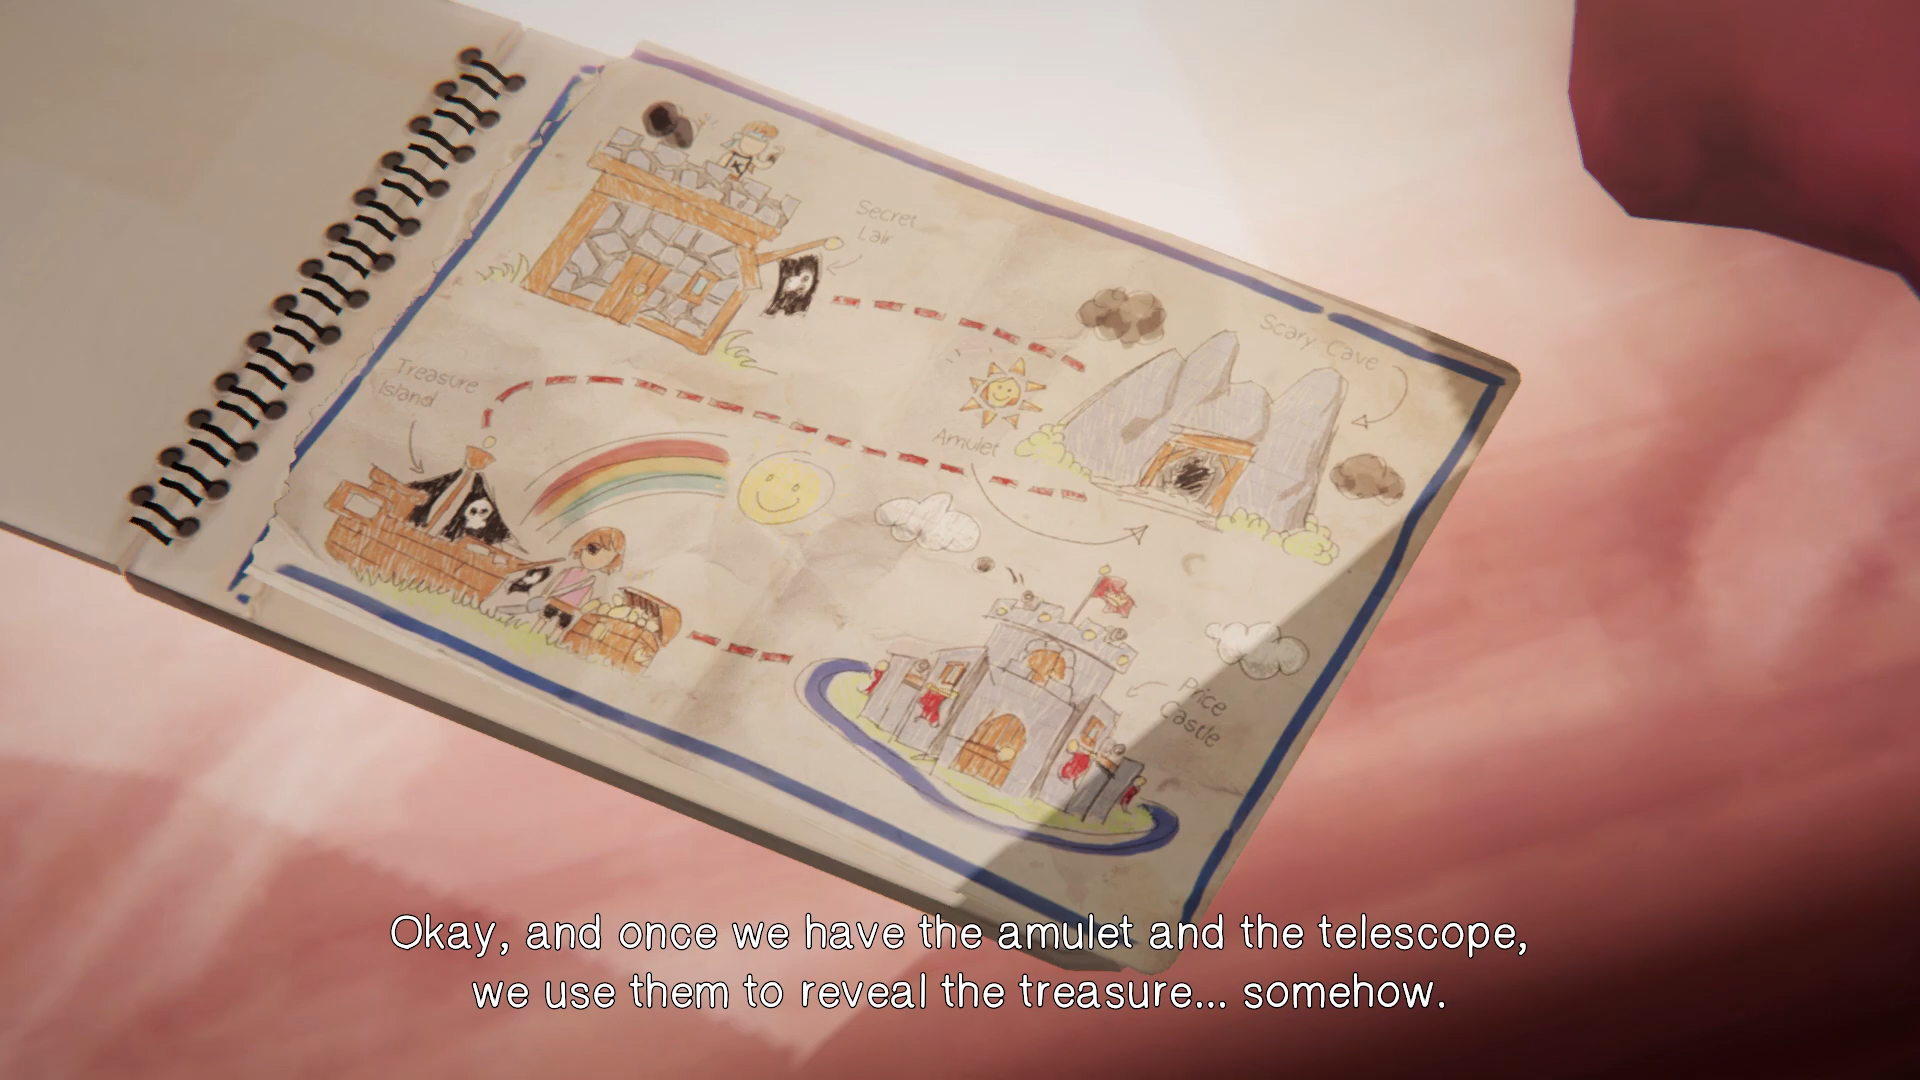 Secret
Lair
Scary Cave
Treasure
Island
Amulet
Price
Castle
Okay, and once we have the amulet and the telescope,
we use them to reveal the treasure... somehow.